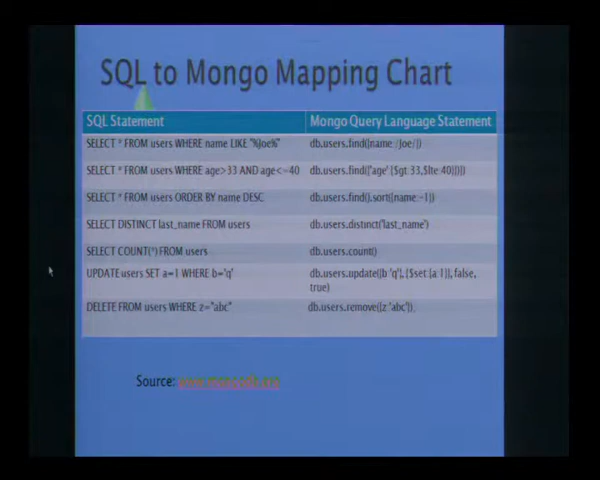 SQL to Mongo Mapping Chart
SQL Statement Mongo Query Language Statement
SELECT * FROM users WHERE name LIKE "%Joe%" db.users.find({name:/Joe/})
SELECT * FROM users WHERE age>33 AND age<=40 db.users.find({'age':{$gt:33,$lte:40}})
SELECT * FROM users ORDER BY name DESC db.users.find().sort({name:-1})
SELECT DISTINCT last_name FROM users db.users.distinct('last_name')
SELECT COUNT(*) FROM users db.users.count()
UPDATE users SET a=1 WHERE b='q' db.users.update({b:'q'}, {$set:{a:1}}, false,
true)
DELETE FROM users WHERE z="abc" db.users.remove({z:'abc'});
Source: www.mongodb.org